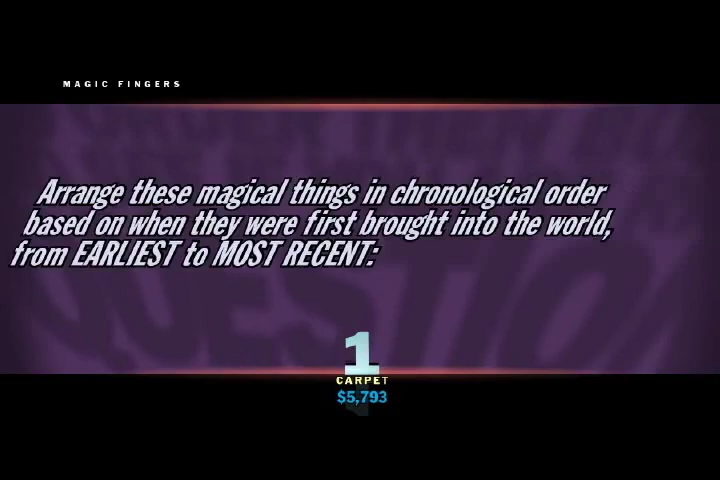 MAGIC FINGERS
Arrange these magical things in chronological order
based on when they were first brought into the world,
from EARLIEST to MOST RECENT:
1
CARPET
$5,793